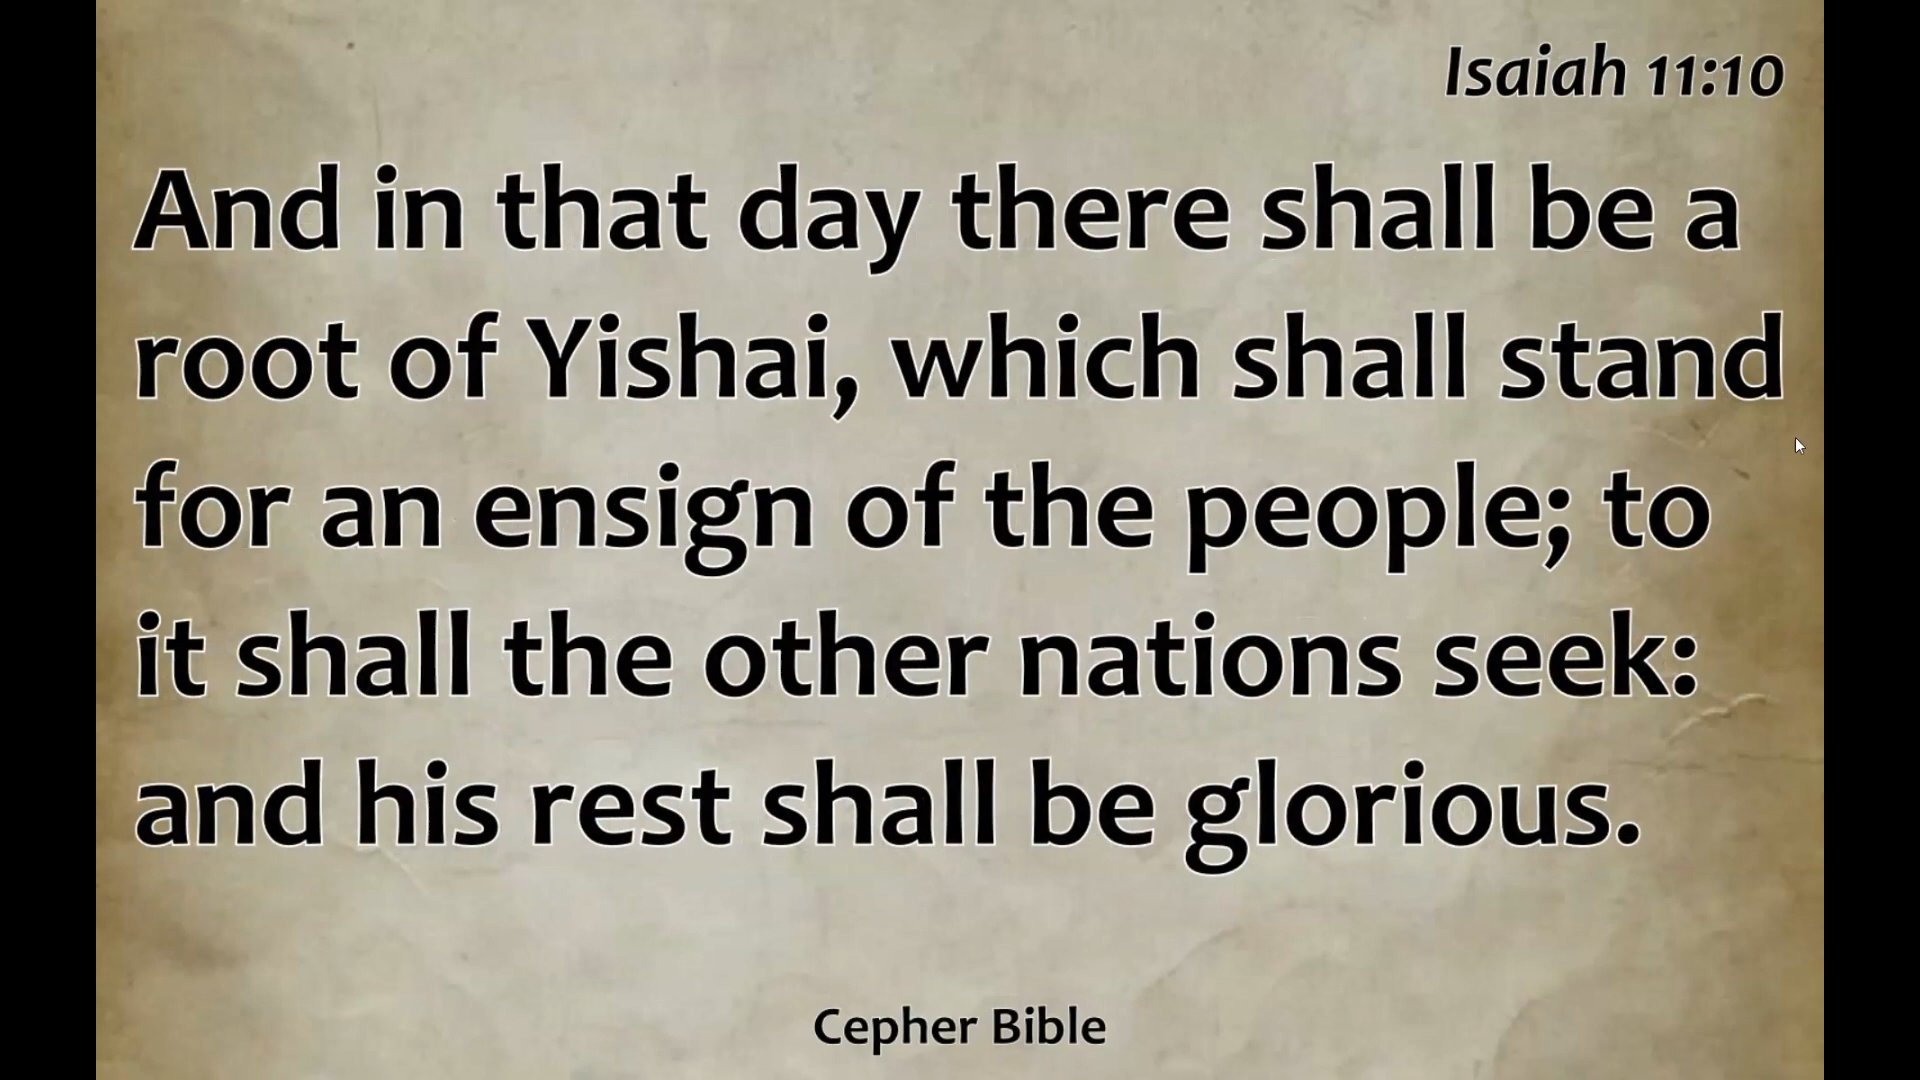 Isaiah 11:10
And in that day there shall be a
root of Yishai, which shall stand
for an ensign of the people; to
it shall the other nations seek:
and his rest shall be glorious.
Cepher Bible